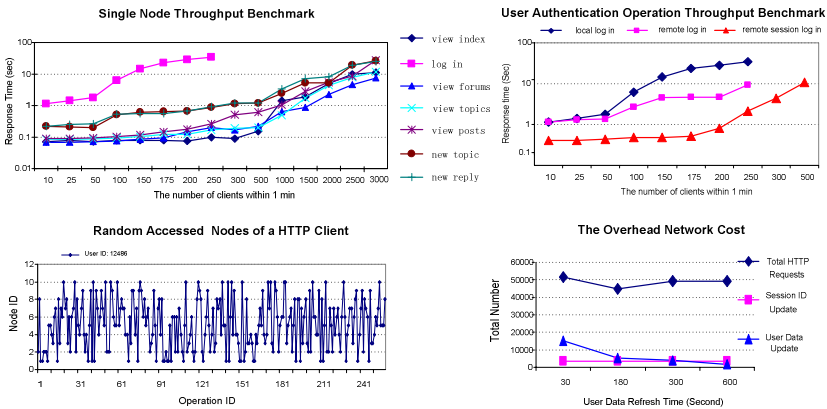 Single Node Throughput Benchmark
Response Time (sec)
100
10
1
0.1
0.01
10 25 50 100 150 175 200 250 300 500 1000 1500 2000 2500 3000
The number of clients within 1 min
view index
log in
view forums
view topics
view posts
new topic
new reply
User Authentication Operation Throughput Benchmark
local log in
remote log in
remote session log in
Response time (Sec)
100
10
1
0.1
10 25 50 100 150 175 200 250 300 500
The number of clients within 1 min
Random Accessed Nodes of a HTTP Client
User ID: 12486
Node ID
12
10
8
6
4
2
0
1 31 61 91 121 151 181 211 241
Operation ID
The Overhead Network Cost
Total Number
60000
50000
40000
30000
20000
10000
0
30 180 300 600
User Data Refresh Time (Second)
Total HTTP
Requests
Session ID
Update
User Data
Update